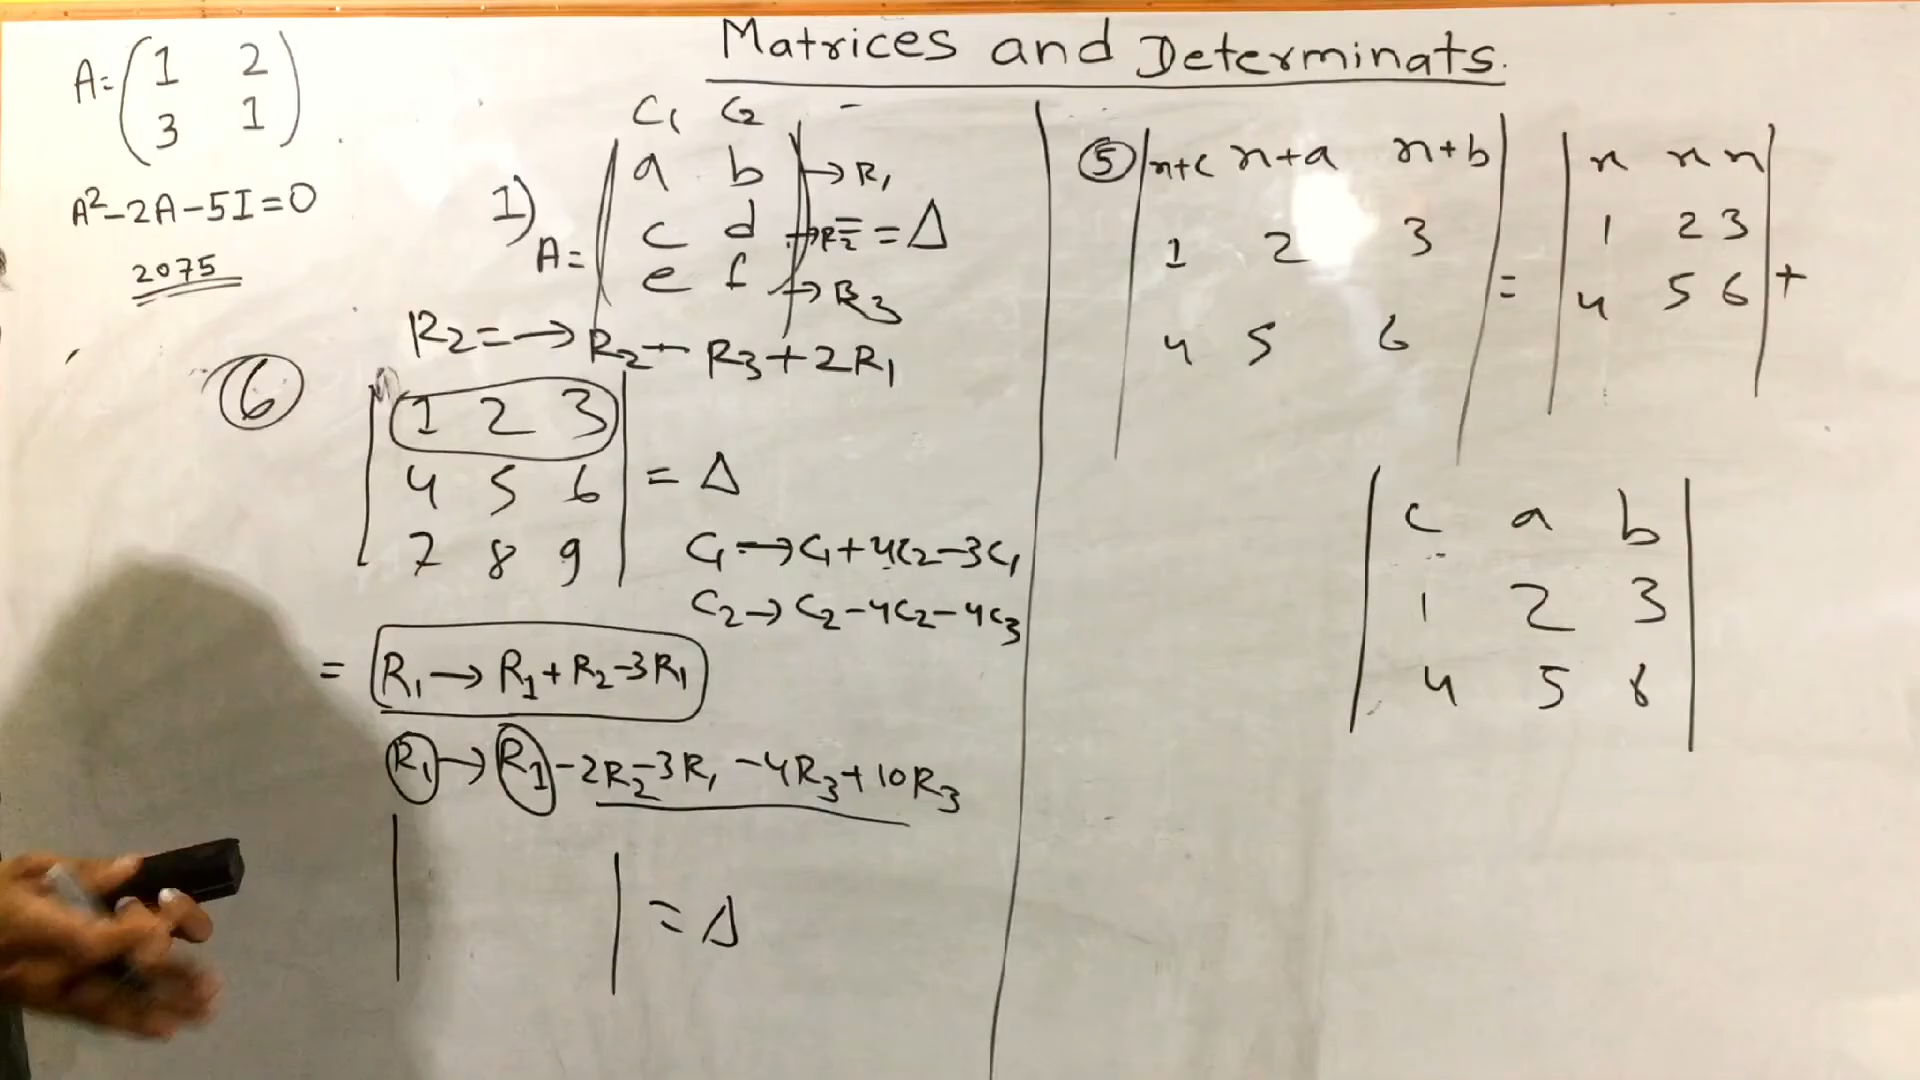 Matrices and Determinats.
A= ( 1 2
3 1 )
A²-2A-5I=0
2075
C₁ C₂ -
1) A= | a b | → R₁
c d → R₂ = Δ
e f → R₃
R₂ = → R₂ - R₃+2R₁
⑥ | 1 2 3 |
4 5 6 = Δ
7 8 9
C₁ → C₁+4C₂-3C₁
C₂ → C₂-4C₂-4C₃
= R₁ → R₁+R₂-3R₁
R₁ → R₁-2R₂-3R₁-4R₃+10R₃
| | = Δ
⑤ | n+c n+a n+b | = | n n n |
1 2 3 1 2 3
4 5 6 = 4 5 6 +
| c a b |
1 2 3
4 5 6